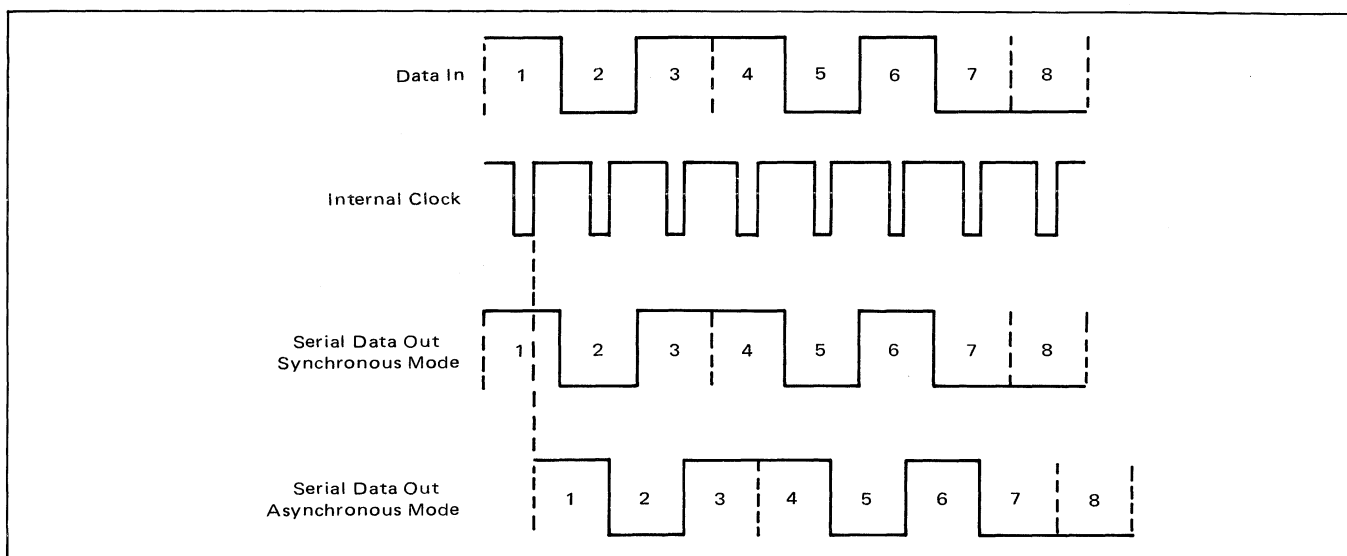 Data In
1 2 3 4 5 6 7 8
Internal Clock
Serial Data Out
Synchronous Mode
1 2 3 4 5 6 7 8
Serial Data Out
Asynchronous Mode
1 2 3 4 5 6 7 8